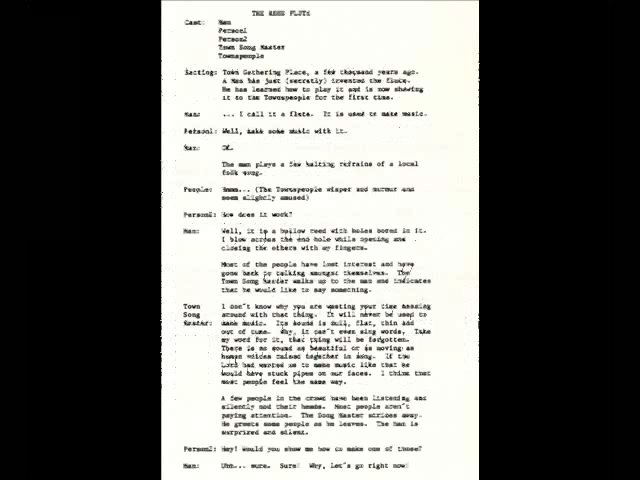 THE REED FLUTE
Cast: Man
Person1
Person2
Town Song Master
Townspeople
Setting: Town Gathering Place, a few thousand years ago.
A Man has just (secretly) invented the flute.
He has learned how to play it and is now showing
it to the Townspeople for the first time.
Man: ... I call it a flute. It is used to make music.
Person1: Well, make some music with it.
Man: OK.
The man plays a few halting refrains of a local
folk song.
People: Hmmm... (The Townspeople wisper and murmur and
seem slightly amused)
Person2: How does it work?
Man: Well, it is a hollow reed with holes bored in it.
I blow across the end hole while opening and
closing the others with my fingers.
Most of the people have lost interest and have
gone back to talking amongst themselves. The
Town Song Master walks up to the man and indicates
that he would like to say something.
Town I don't know why you are wasting your time messing
Song around with that thing. It will never be used to
Master: make music. Its sound is dull, flat, thin and
out of tune. Why, it can't even sing words. Take
my word for it, that thing will be forgotten.
There is no sound as beautiful or as moving as
human voices raised together in song. If the
Lord had wanted us to make music like that he
would have stuck pipes on our faces. I think that
most people feel the same way.
A few people in the crowd have been listening and
silently nod their heads. Most people aren't
paying attention. The Song Master strides away.
He greets some people as he leaves. The man is
surprized and silent.
Person2: Hey! Would you show me how to make one of those?
Man: Uhm... sure. Sure! Why, let's go right now!